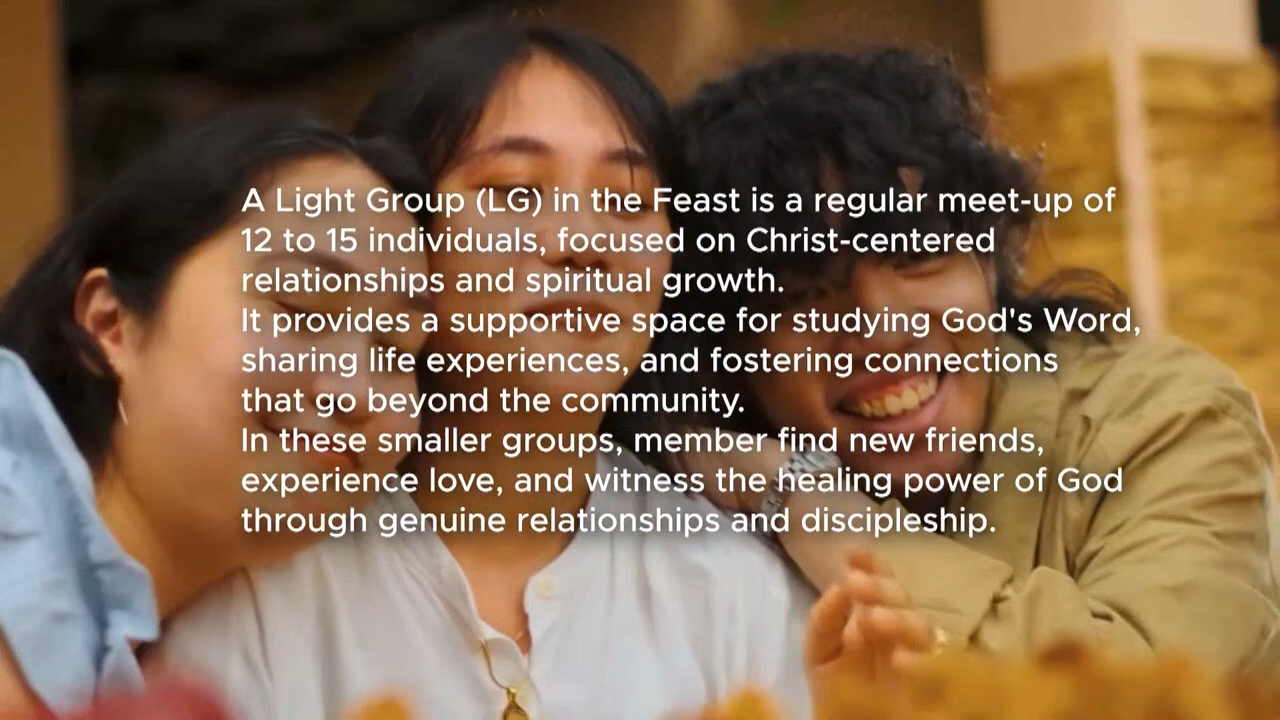 A Light Group (LG) in the Feast is a regular meet-up of
12 to 15 individuals, focused on Christ-centered
relationships and spiritual growth.
It provides a supportive space for studying God's Word,
sharing life experiences, and fostering connections
that go beyond the community.
In these smaller groups, member find new friends,
experience love, and witness the healing power of God
through genuine relationships and discipleship.